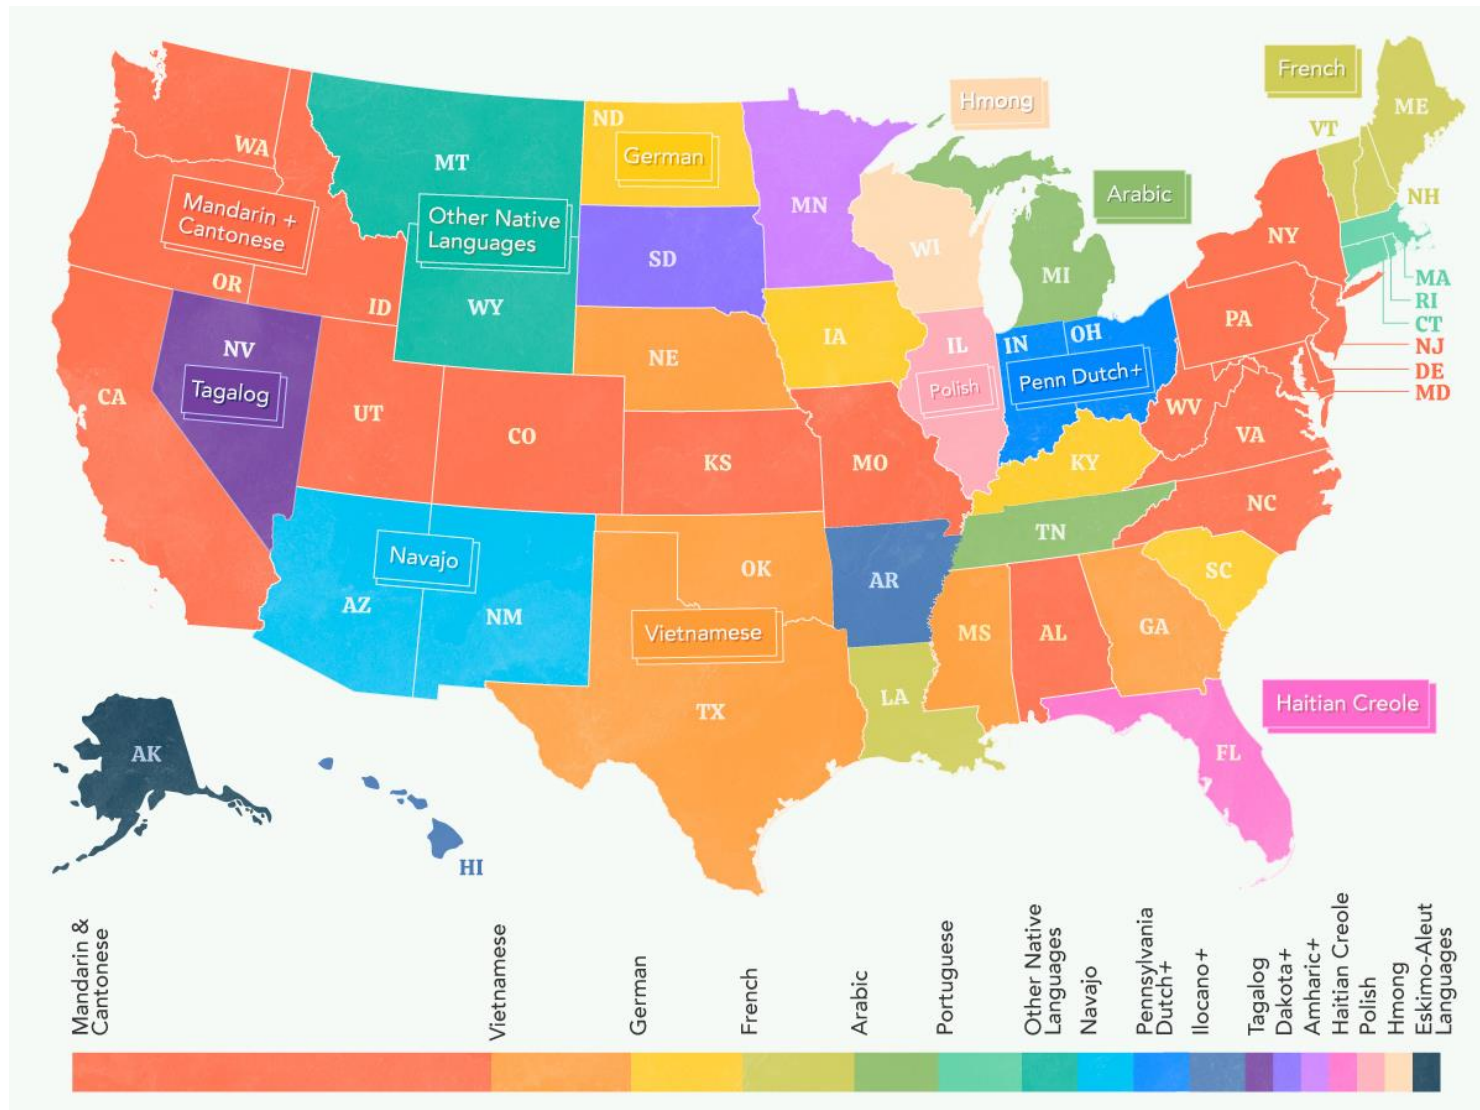 French
ME
Hmong
VT
ND
WA
MT
German
Arabic
MN
NH
Mandarin +
Cantonese
Other Native
Languages
NY
WI
SD
MI
MA
OR
ID
WY
RI
PA
CT
IN
OH
NV
NE
IA
IL
NJ
DE
Tagalog
Polish
Penn Dutch+
MD
CA
UT
CO
WV
VA
KS
MO
KY
NC
TN
Navajo
OK
AR
SC
AZ
NM
Vietnamese
MS
AL
GA
LA
TX
Haitian Creole
AK
FL
HI
Mandarin &
Cantonese
Vietnamese
German
French
Arabic
Portuguese
Other Native
Languages
Navajo
Pennsylvania
Dutch+
Ilocano+
Tagalog
Dakota+
Amharic+
Haitian Creole
Polish
Hmong
Eskimo-Aleut
Languages